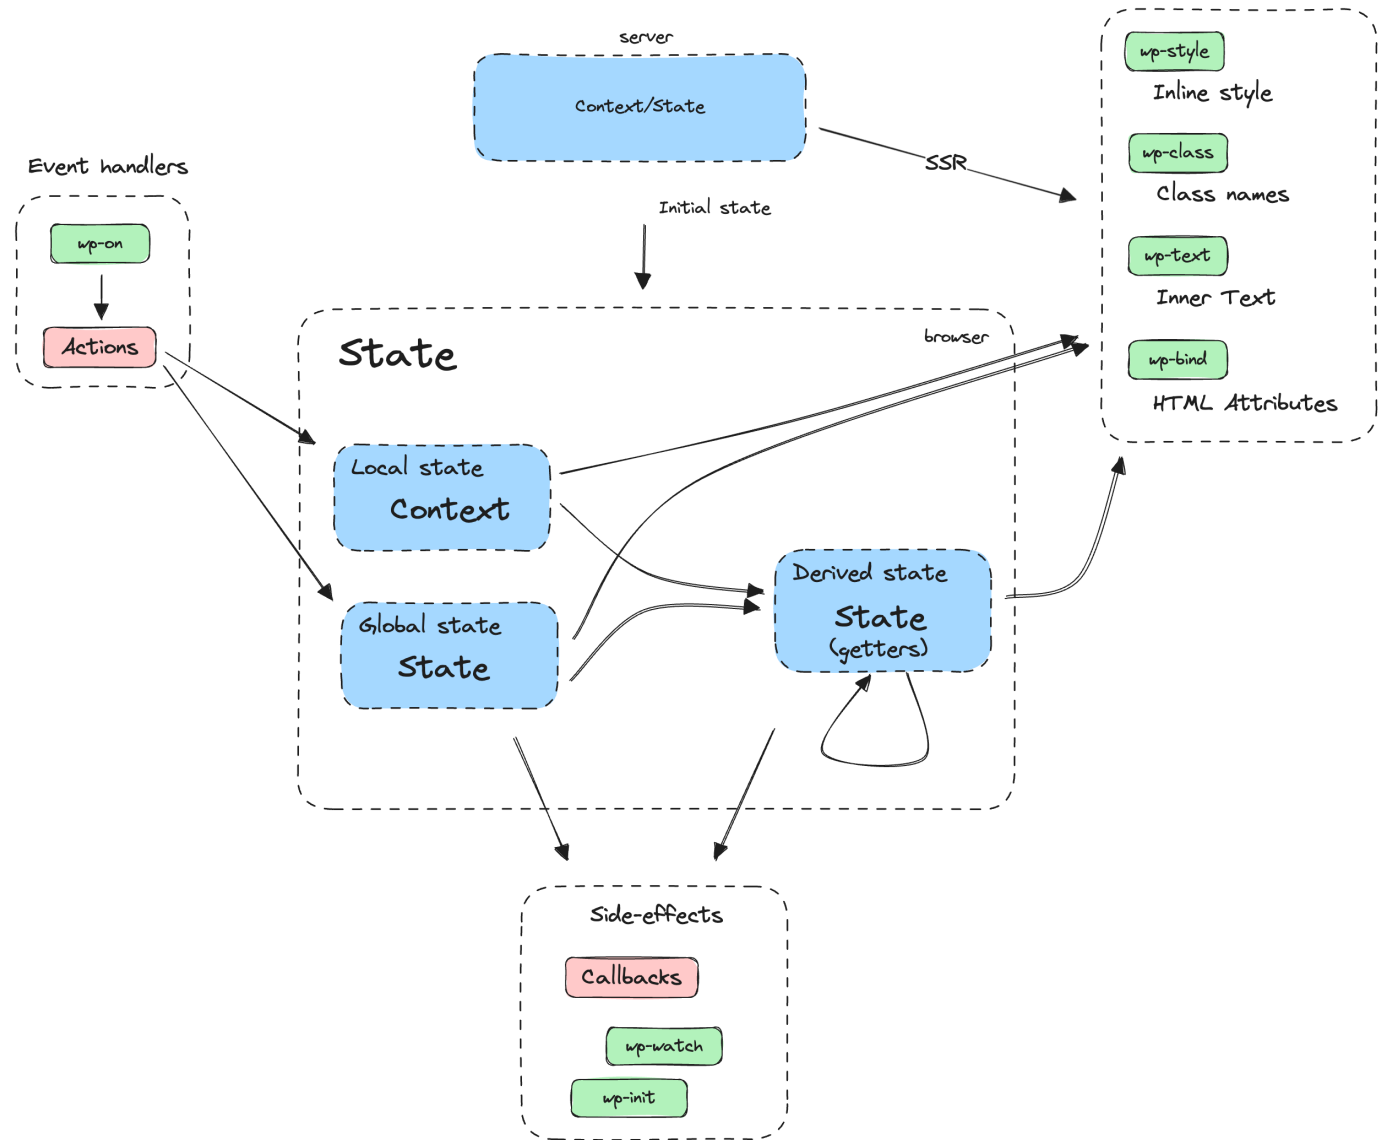 server
Context/State
SSR
Initial state
Event handlers
wp-on
Actions
wp-style
Inline style
wp-class
Class names
wp-text
Inner Text
wp-bind
HTML Attributes
browser
State
Local state
Context
Global state
State
Derived state
State
(getters)
Side-effects
Callbacks
wp-watch
wp-init